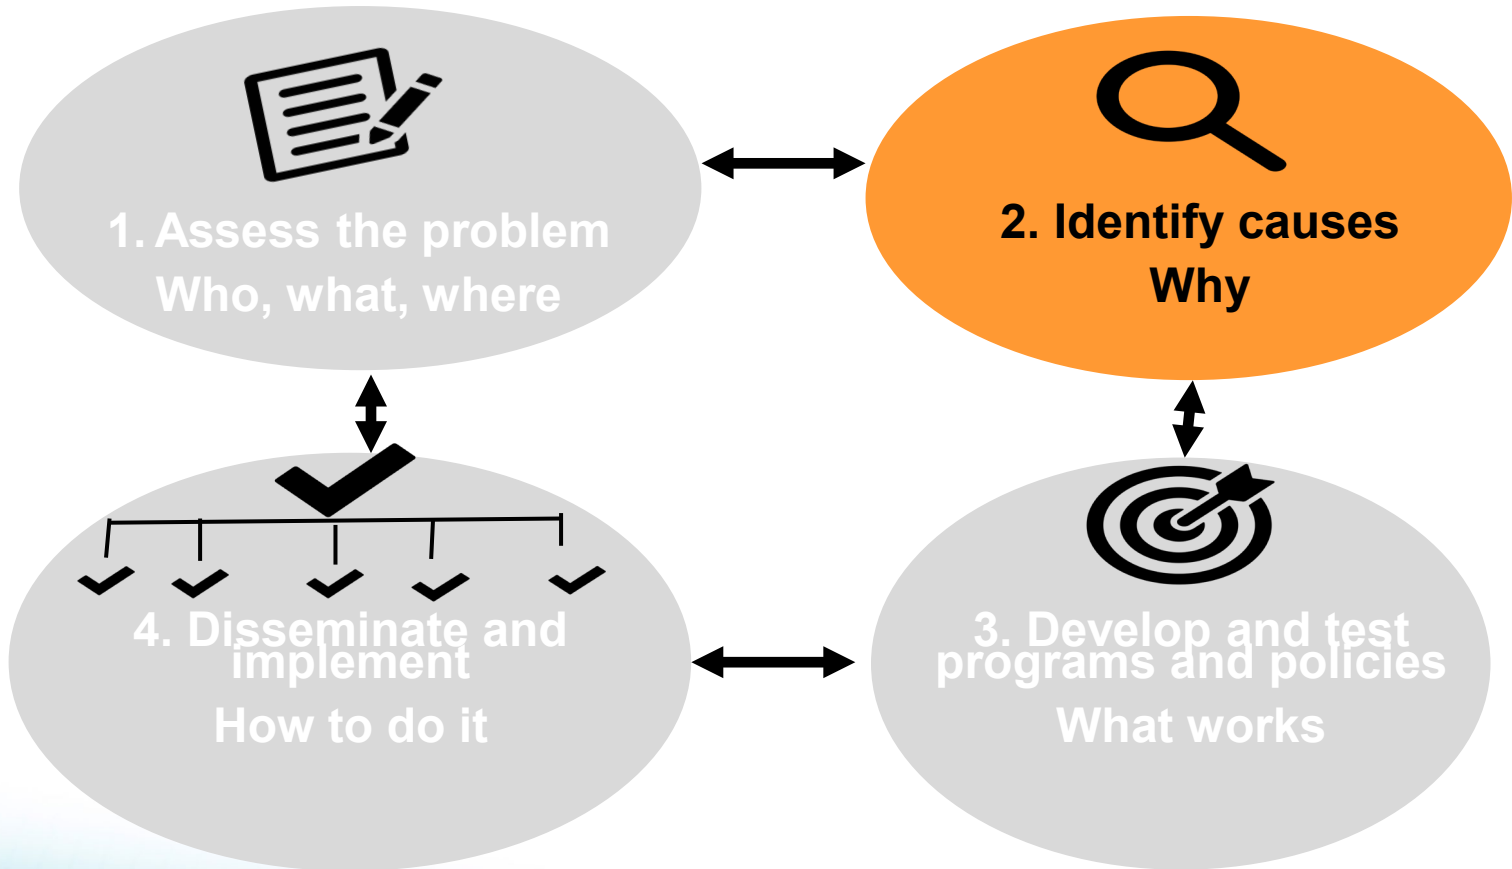 1. Assess the problem
Who, what, where
2. Identify causes
Why
4. Disseminate and
implement
How to do it
3. Develop and test
programs and policies
What works